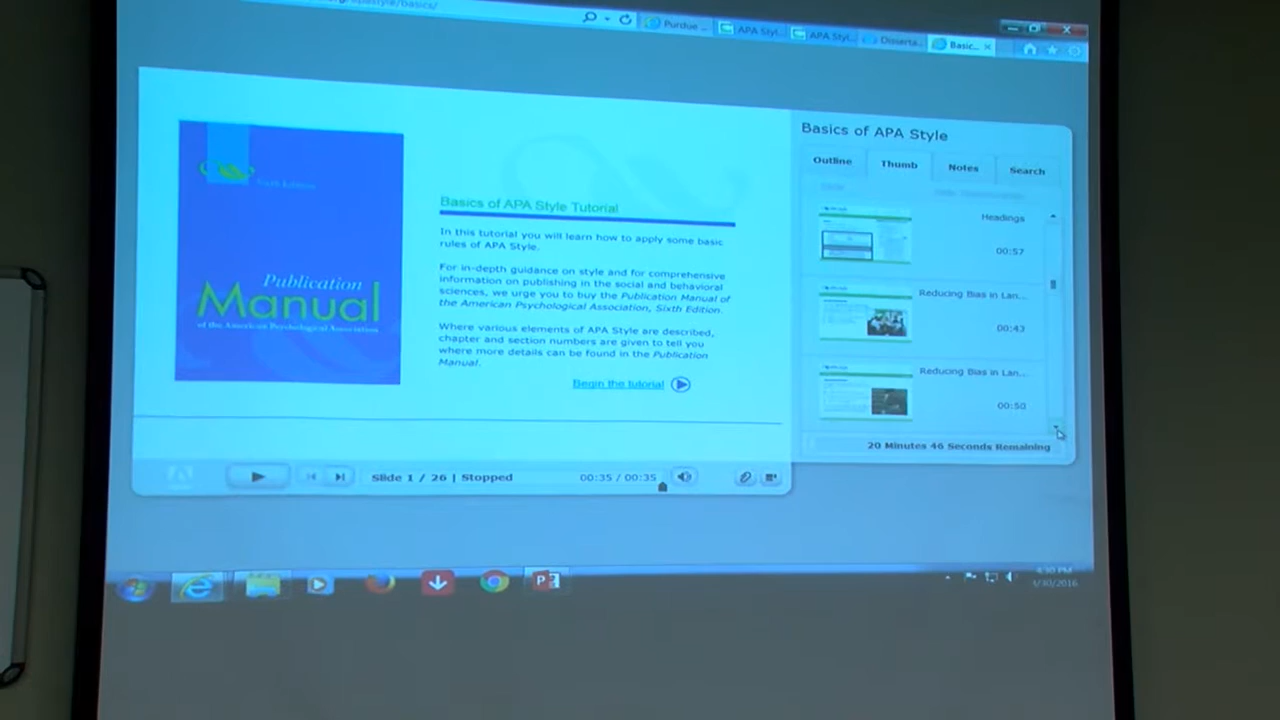 Purdue ...
APA Styl...
APA Styl...
Disserta...
Basic...
Sixth Edition
Publication
Manual
of the American Psychological Association
Basics of APA Style Tutorial
In this tutorial you will learn how to apply some basic
rules of APA Style.
For in-depth guidance on style and for comprehensive
information on publishing in the social and behavioral
sciences, we urge you to buy the Publication Manual of
the American Psychological Association, Sixth Edition.
Where various elements of APA Style are described,
chapter and section numbers are given to tell you
where more details can be found in the Publication
Manual.
Begin the tutorial
Slide 1 / 26 | Stopped
00:35 / 00:35
Basics of APA Style
Outline
Thumb
Notes
Search
Headings
00:57
Reducing Bias in Lan...
00:43
Reducing Bias in Lan...
00:50
20 Minutes 46 Seconds Remaining
4:30 PM